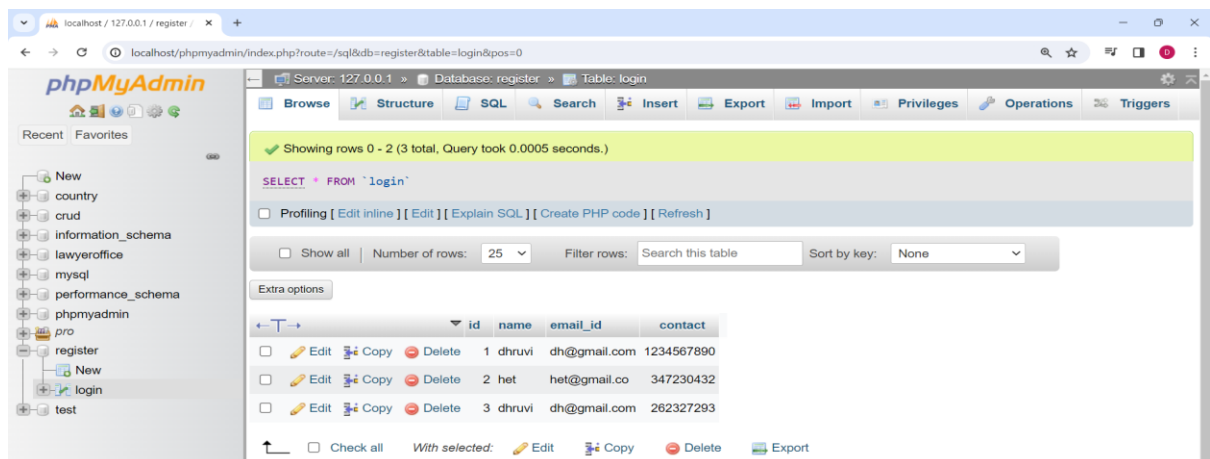 localhost / 127.0.0.1 / register /
localhost/phpmyadmin/index.php?route=/sql&db=register&table=login&pos=0
D
phpMyAdmin
Recent Favorites
New
country
crud
information_schema
lawyeroffice
mysql
performance_schema
phpmyadmin
pro
register
New
login
test
Server: 127.0.0.1 » Database: register » Table: login
Browse Structure SQL Search Insert Export Import Privileges Operations Triggers
Showing rows 0 - 2 (3 total, Query took 0.0005 seconds.)
SELECT * FROM `login`
Profiling [ Edit inline ] [ Edit ] [ Explain SQL ] [ Create PHP code ] [ Refresh ]
Show all | Number of rows: 25 Filter rows: Search this table Sort by key: None
Extra options
←T→ id name email_id contact
Edit Copy Delete 1 dhruvi dh@gmail.com 1234567890
Edit Copy Delete 2 het het@gmail.co 347230432
Edit Copy Delete 3 dhruvi dh@gmail.com 262327293
Check all With selected: Edit Copy Delete Export